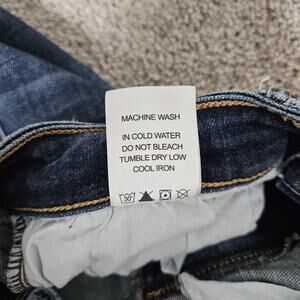 MACHINE WASH
IN COLD WATER
DO NOT BLEACH
TUMBLE DRY LOW
COOL IRON